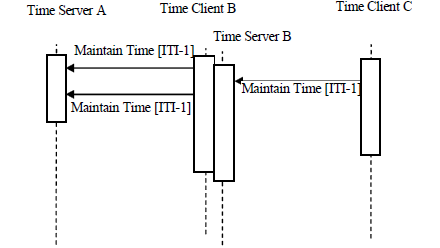 Time Server A
Time Client B
Time Client C
Time Server B
Maintain Time [ITI-1]
Maintain Time [ITI-1]
Maintain Time [ITI-1]